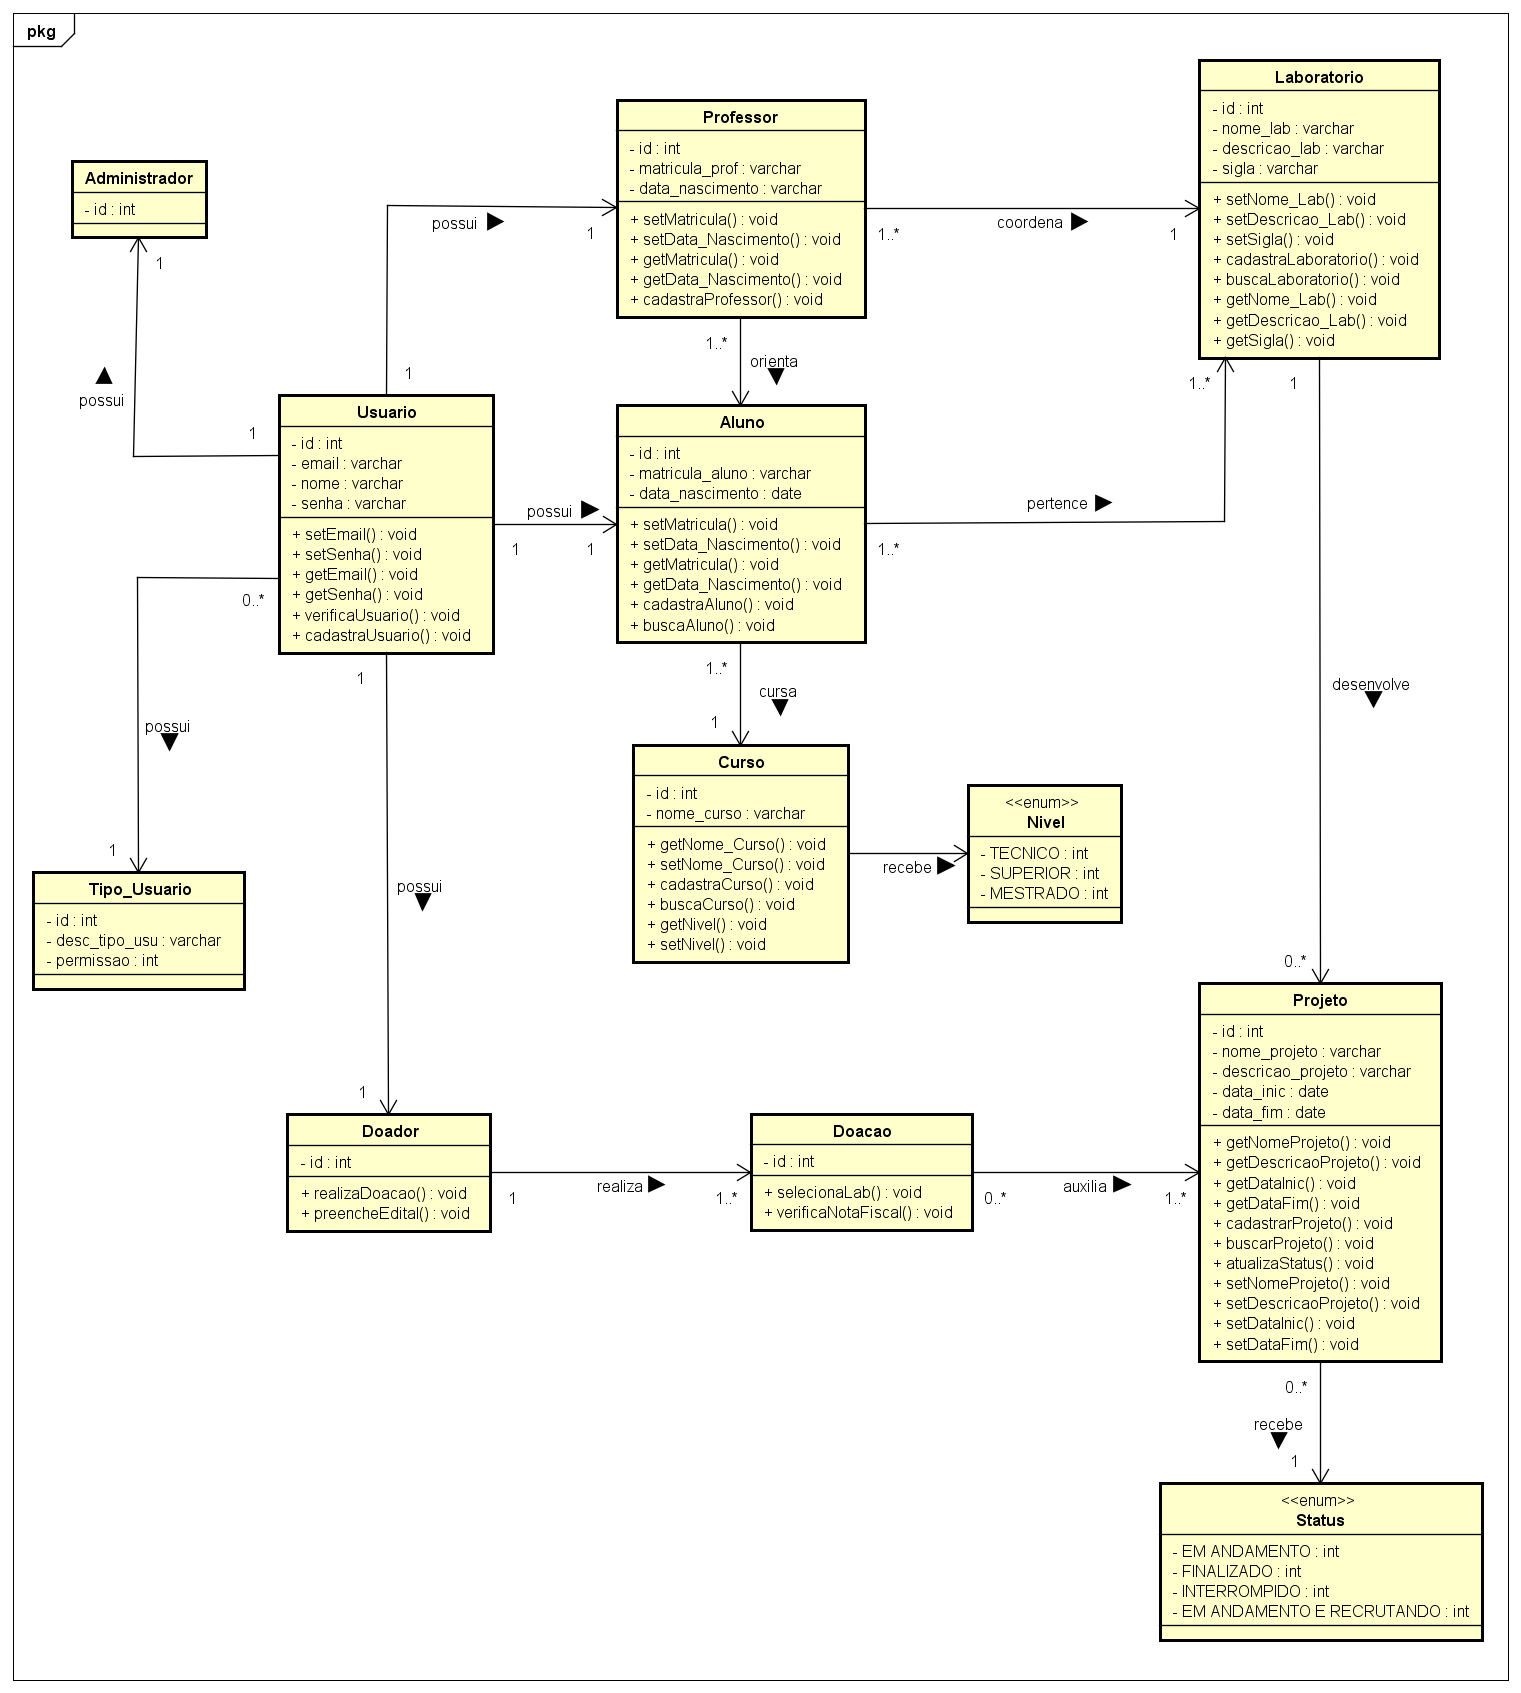 pkg
Administrador
- id : int
1
possui
Professor
- id : int
- matricula_prof : varchar
- data_nascimento : varchar
+ setMatricula() : void
+ setData_Nascimento() : void
+ getMatricula() : void
+ getData_Nascimento() : void
+ cadastraProfessor() : void
possui
1
1
1..*
coordena
1
Laboratorio
- id : int
- nome_lab : varchar
- descricao_lab : varchar
- sigla : varchar
+ setNome_Lab() : void
+ setDescricao_Lab() : void
+ setSigla() : void
+ cadastraLaboratorio() : void
+ buscaLaboratorio() : void
+ getNome_Lab() : void
+ getDescricao_Lab() : void
+ getSigla() : void
1..*
orienta
1..*
1
1
Usuario
- id : int
- email : varchar
- nome : varchar
- senha : varchar
+ setEmail() : void
+ setSenha() : void
+ getEmail() : void
+ getSenha() : void
+ verificaUsuario() : void
+ cadastraUsuario() : void
possui
1
1
Aluno
- id : int
- matricula_aluno : varchar
- data_nascimento : date
+ setMatricula() : void
+ setData_Nascimento() : void
+ getMatricula() : void
+ getData_Nascimento() : void
+ cadastraAluno() : void
+ buscaAluno() : void
pertence
1..*
0..*
possui
1
1
possui
1..*
cursa
1
desenvolve
Curso
- id : int
- nome_curso : varchar
+ getNome_Curso() : void
+ setNome_Curso() : void
+ cadastraCurso() : void
+ buscaCurso() : void
+ getNivel() : void
+ setNivel() : void
recebe
<<enum>>
Nivel
- TECNICO : int
- SUPERIOR : int
- MESTRADO : int
Tipo_Usuario
- id : int
- desc_tipo_usu : varchar
- permissao : int
0..*
Projeto
- id : int
- nome_projeto : varchar
- descricao_projeto : varchar
- data_inic : date
- data_fim : date
+ getNomeProjeto() : void
+ getDescricaoProjeto() : void
+ getDataInic() : void
+ getDataFim() : void
+ cadastrarProjeto() : void
+ buscarProjeto() : void
+ atualizaStatus() : void
+ setNomeProjeto() : void
+ setDescricaoProjeto() : void
+ setDataInic() : void
+ setDataFim() : void
1
Doador
- id : int
+ realizaDoacao() : void
+ preencheEdital() : void
1
realiza
1..*
Doacao
- id : int
+ selecionaLab() : void
+ verificaNotaFiscal() : void
0..*
auxilia
1..*
0..*
recebe
1
<<enum>>
Status
- EM ANDAMENTO : int
- FINALIZADO : int
- INTERROMPIDO : int
- EM ANDAMENTO E RECRUTANDO : int